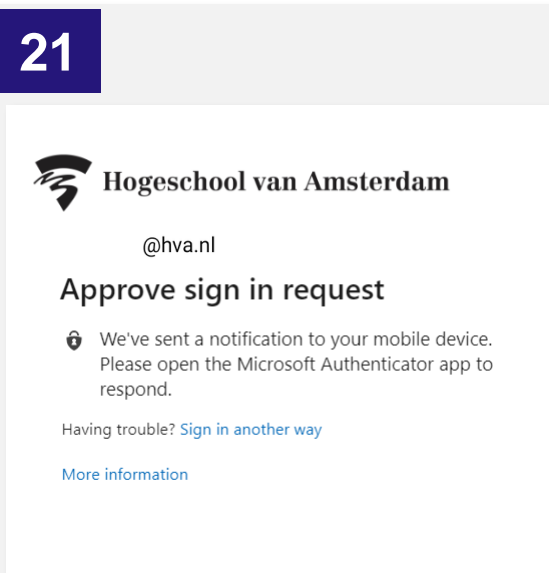 21
Hogeschool van Amsterdam
@hva.nl
Approve sign in request
We've sent a notification to your mobile device.
Please open the Microsoft Authenticator app to
respond.
Having trouble? Sign in another way
More information